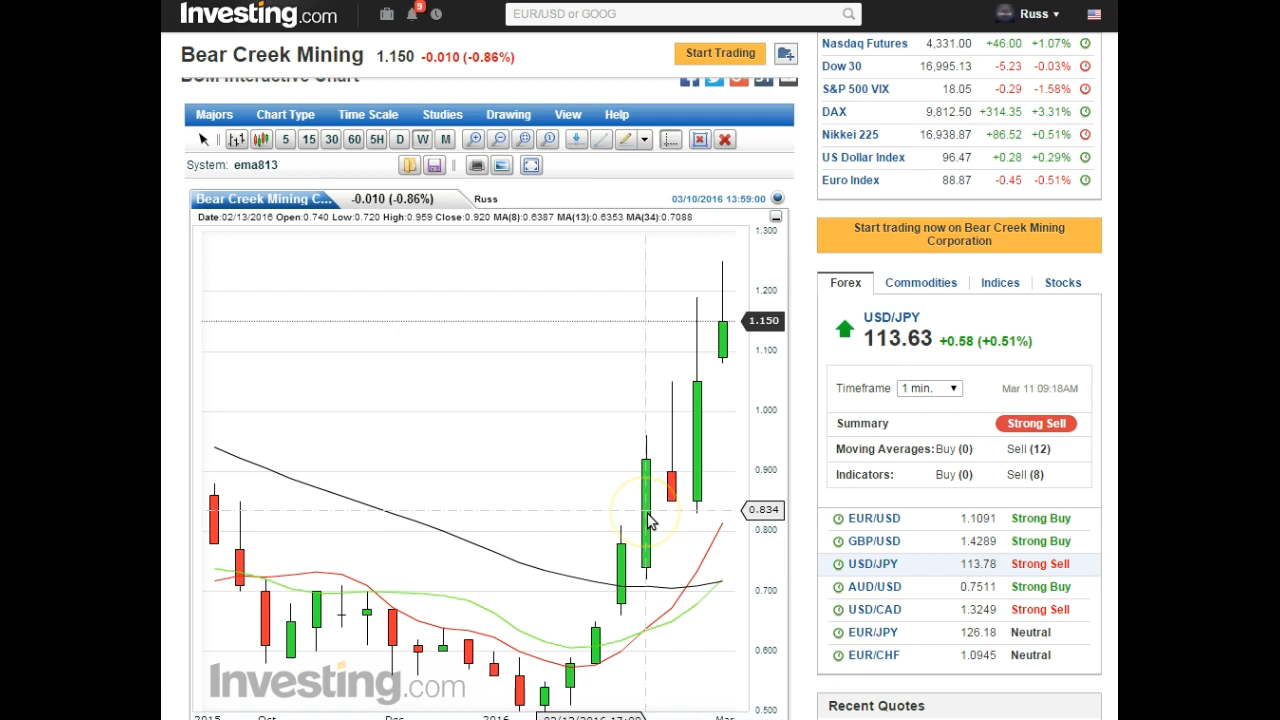 Investing.com
9
EUR/USD or GOOG
Russ ▾
Bear Creek Mining 1.150 -0.010 (-0.86%)
Start Trading
BCM Interactive Chart
Majors Chart Type Time Scale Studies Drawing View Help
5 15 30 60 5H D W M
System: ema813
Bear Creek Mining C... -0.010 (-0.86%) Russ 03/10/2016 13:59:00
Date:02/13/2016 Open:0.740 Low:0.720 High:0.959 Close:0.920 MA(8):0.6387 MA(13):0.6353 MA(34):0.7088
1.300
1.200
1.150
1.100
1.000
0.900
0.834
0.800
0.700
0.600
0.500
Investing.com
2015 Oct Dec 2016 02/13/2016 17:00 Mar
Nasdaq Futures 4,331.00 +46.00 +1.07%
Dow 30 16,995.13 -5.23 -0.03%
S&P 500 VIX 18.05 -0.29 -1.58%
DAX 9,812.50 +314.35 +3.31%
Nikkei 225 16,938.87 +86.52 +0.51%
US Dollar Index 96.47 +0.28 +0.29%
Euro Index 88.87 -0.45 -0.51%
Start trading now on Bear Creek Mining
Corporation
Forex Commodities Indices Stocks
USD/JPY
113.63 +0.58 (+0.51%)
Timeframe 1 min. ▼ Mar 11 09:18AM
Summary Strong Sell
Moving Averages: Buy (0) Sell (12)
Indicators: Buy (0) Sell (8)
EUR/USD 1.1091 Strong Buy
GBP/USD 1.4289 Strong Buy
USD/JPY 113.78 Strong Sell
AUD/USD 0.7511 Strong Buy
USD/CAD 1.3249 Strong Sell
EUR/JPY 126.18 Neutral
EUR/CHF 1.0945 Neutral
Recent Quotes